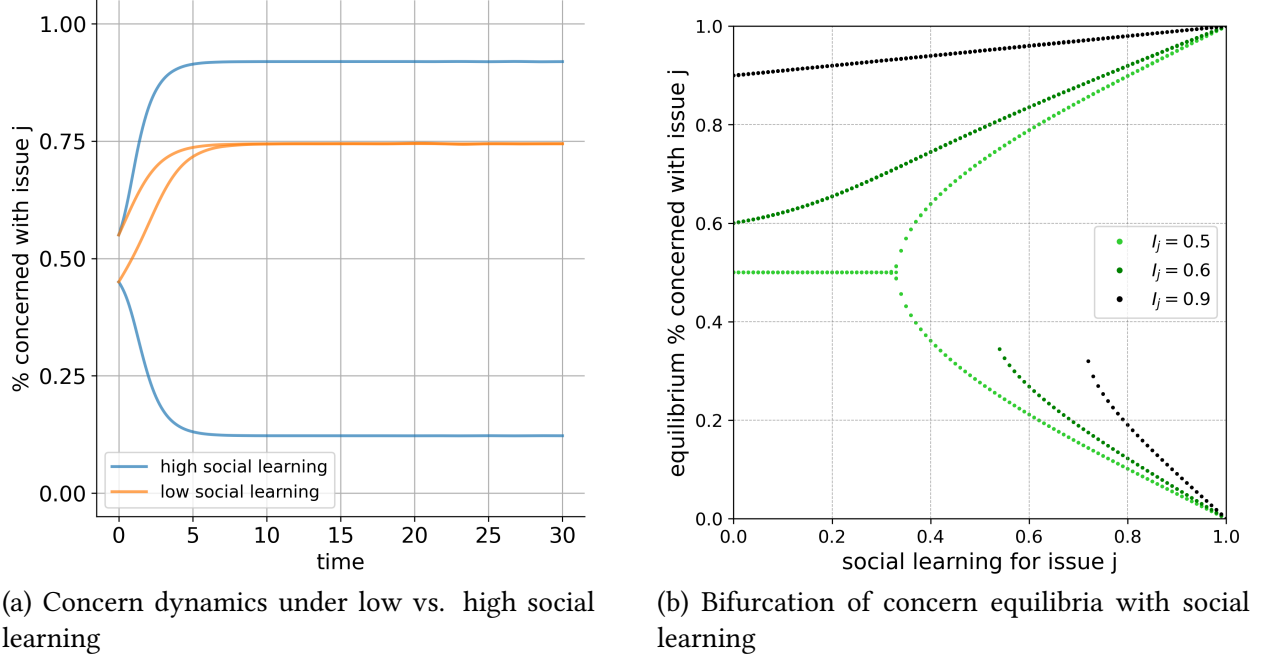 1.00
0.75
0.50
0.25
0.00
% concerned with issue j
high social learning
low social learning
0 5 10 15 20 25 30
time
(a) Concern dynamics under low vs. high social
learning
1.0
0.8
0.6
0.4
0.2
0.0
equilibrium % concerned with issue j
I_j = 0.5
I_j = 0.6
I_j = 0.9
0.0 0.2 0.4 0.6 0.8 1.0
social learning for issue j
(b) Bifurcation of concern equilibria with social
learning